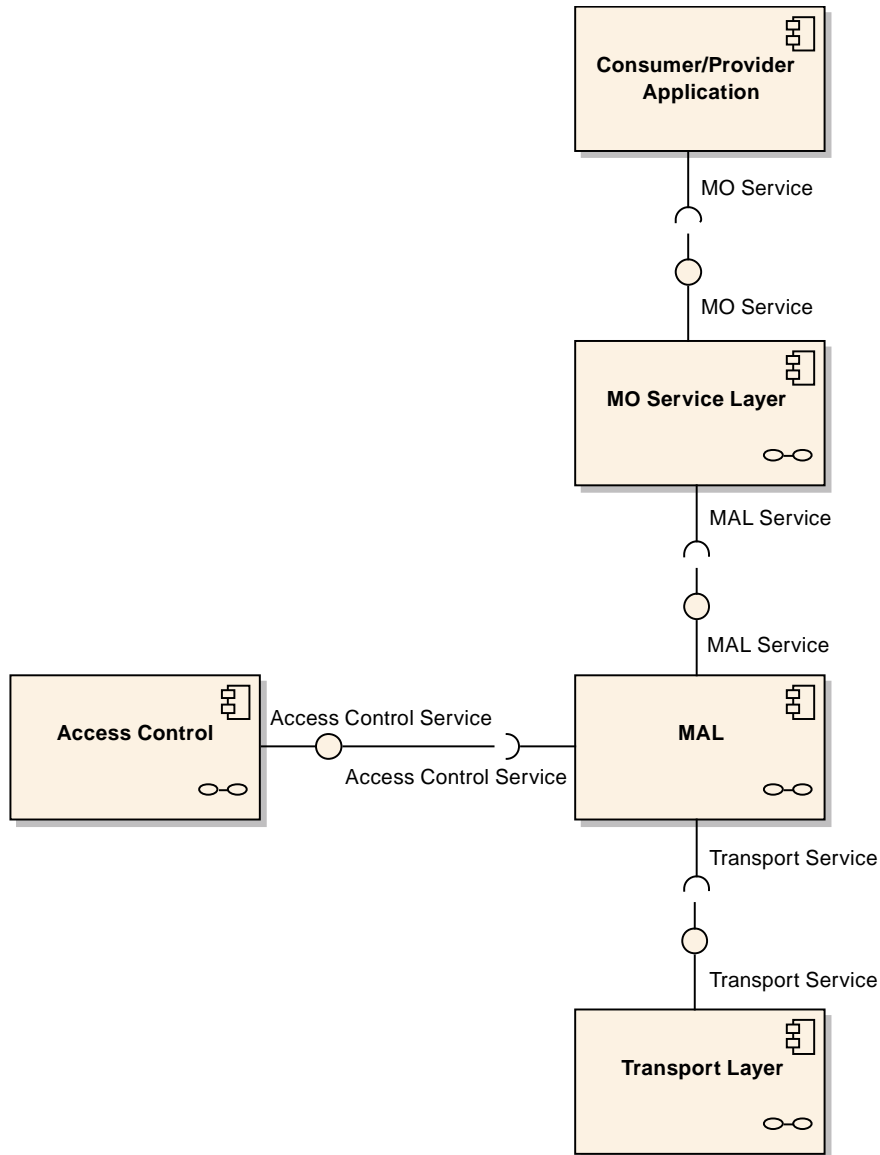 Consumer/Provider
Application
MO Service
MO Service
MO Service Layer
MAL Service
MAL Service
Access Control
Access Control Service
Access Control Service
MAL
Transport Service
Transport Service
Transport Layer